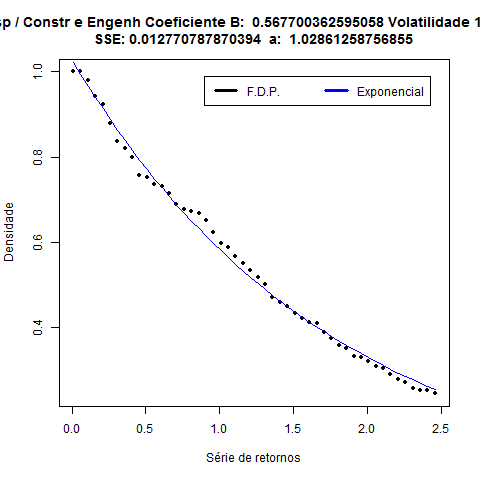 sp / Constr e Engenh Coeficiente B: 0.567700362595058 Volatilidade 1
SSE: 0.012770787870394 a: 1.02861258756855
F.D.P.
Exponencial
1.0
0.8
0.6
0.4
Densidade
0.0 0.5 1.0 1.5 2.0 2.5
Série de retornos